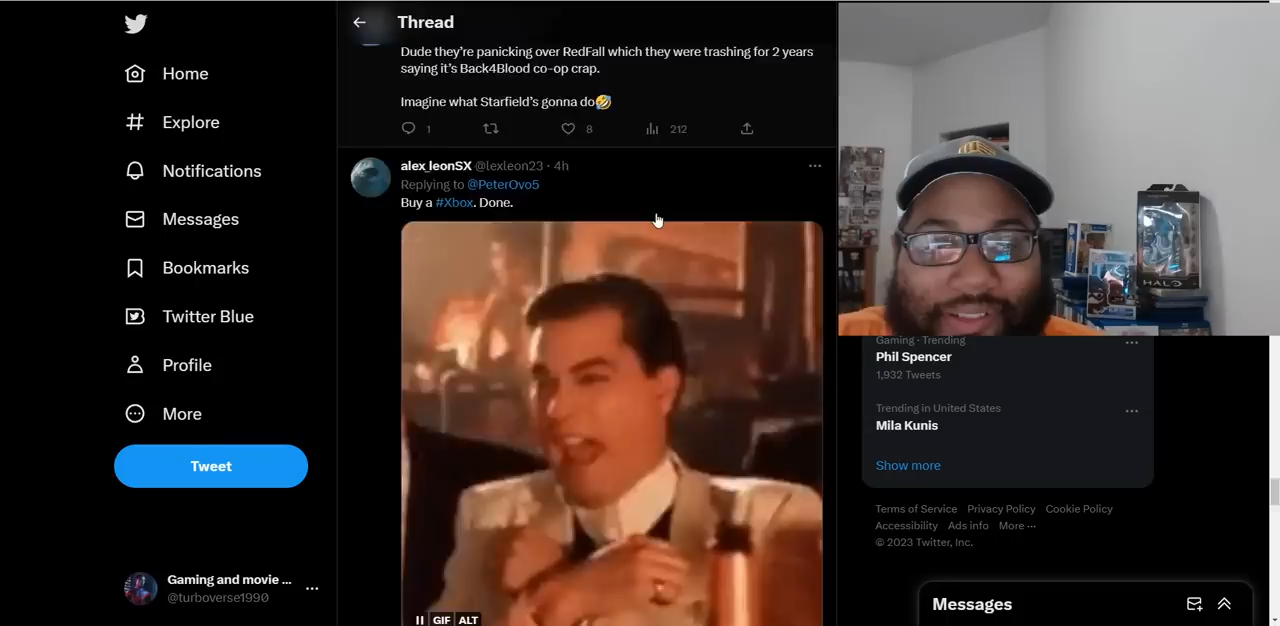 Thread
Dude they're panicking over RedFall which they were trashing for 2 years
saying it's Back4Blood co-op crap.
Imagine what Starfield's gonna do🤣
1
8
212
alex_leonSX @lexleon23 · 4h
Replying to @PeterOvo5
Buy a #Xbox. Done.
GIF ALT
Home
Explore
Notifications
Messages
Bookmarks
Twitter Blue
Profile
More
Tweet
Gaming and movie ...
@turboverse1990
HALO
Gaming · Trending
Phil Spencer
1,932 Tweets
Trending in United States
Mila Kunis
Show more
Terms of Service Privacy Policy Cookie Policy
Accessibility Ads info More ...
© 2023 Twitter, Inc.
Messages